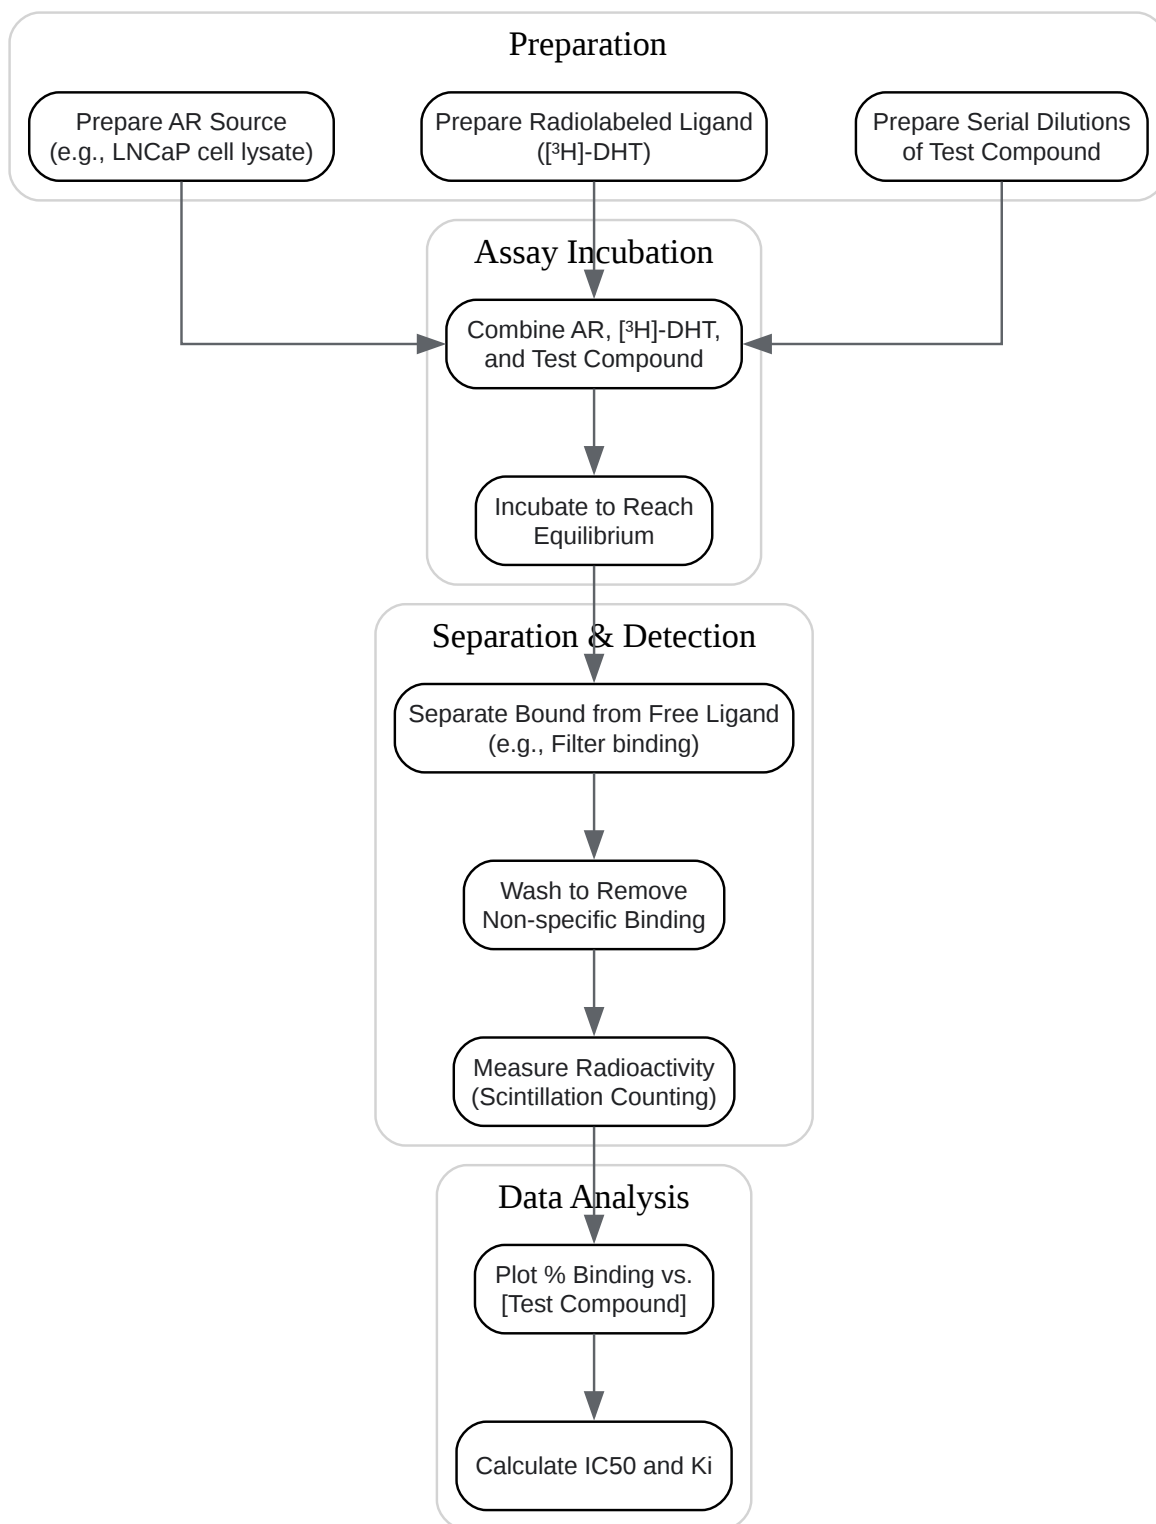 Preparation
Prepare AR Source
(e.g., LNCaP cell lysate)
Prepare Radiolabeled Ligand
([³H]-DHT)
Prepare Serial Dilutions
of Test Compound
Assay Incubation
Combine AR, [³H]-DHT,
and Test Compound
Incubate to Reach
Equilibrium
Separation & Detection
Separate Bound from Free Ligand
(e.g., Filter binding)
Wash to Remove
Non-specific Binding
Measure Radioactivity
(Scintillation Counting)
Data Analysis
Plot % Binding vs.
[Test Compound]
Calculate IC50 and Ki